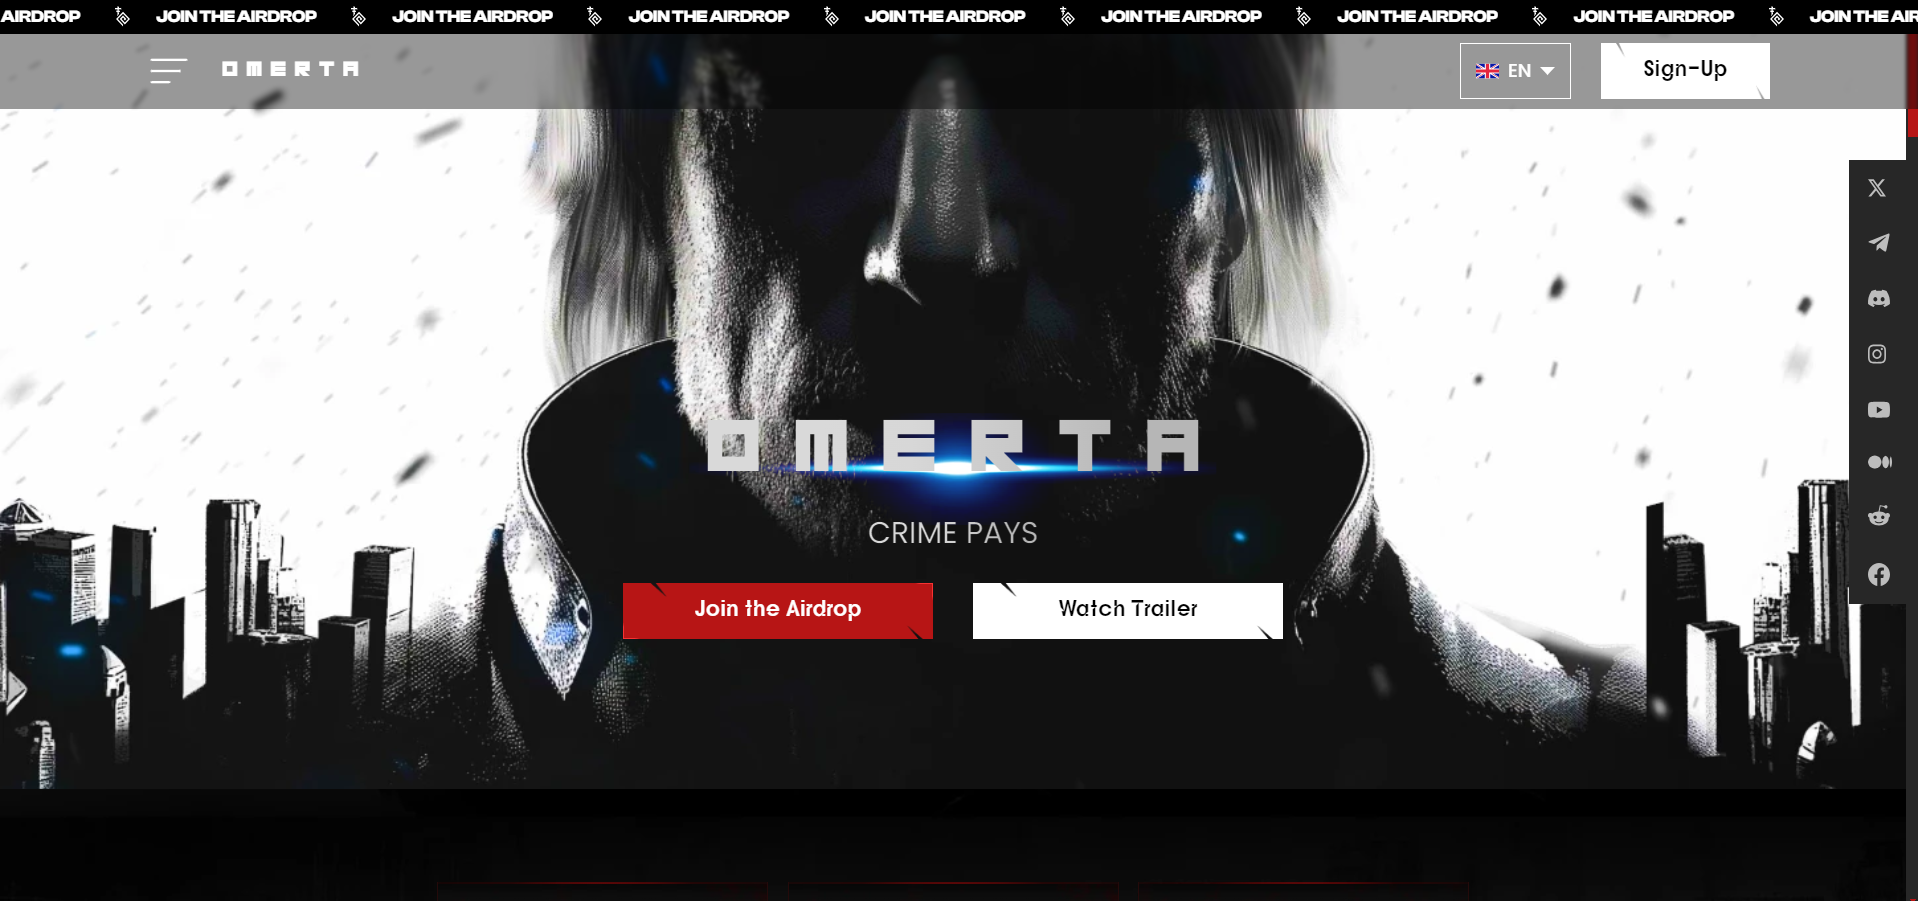 AIRDROP JOIN THE AIRDROP JOIN THE AIRDROP JOIN THE AIRDROP JOIN THE AIRDROP JOIN THE AIRDROP JOIN THE AIRDROP JOIN THE AIRDROP JOIN THE AIR
OMERTA
EN
Sign-Up
OMERTA
CRIME PAYS
Join the Airdrop
Watch Trailer